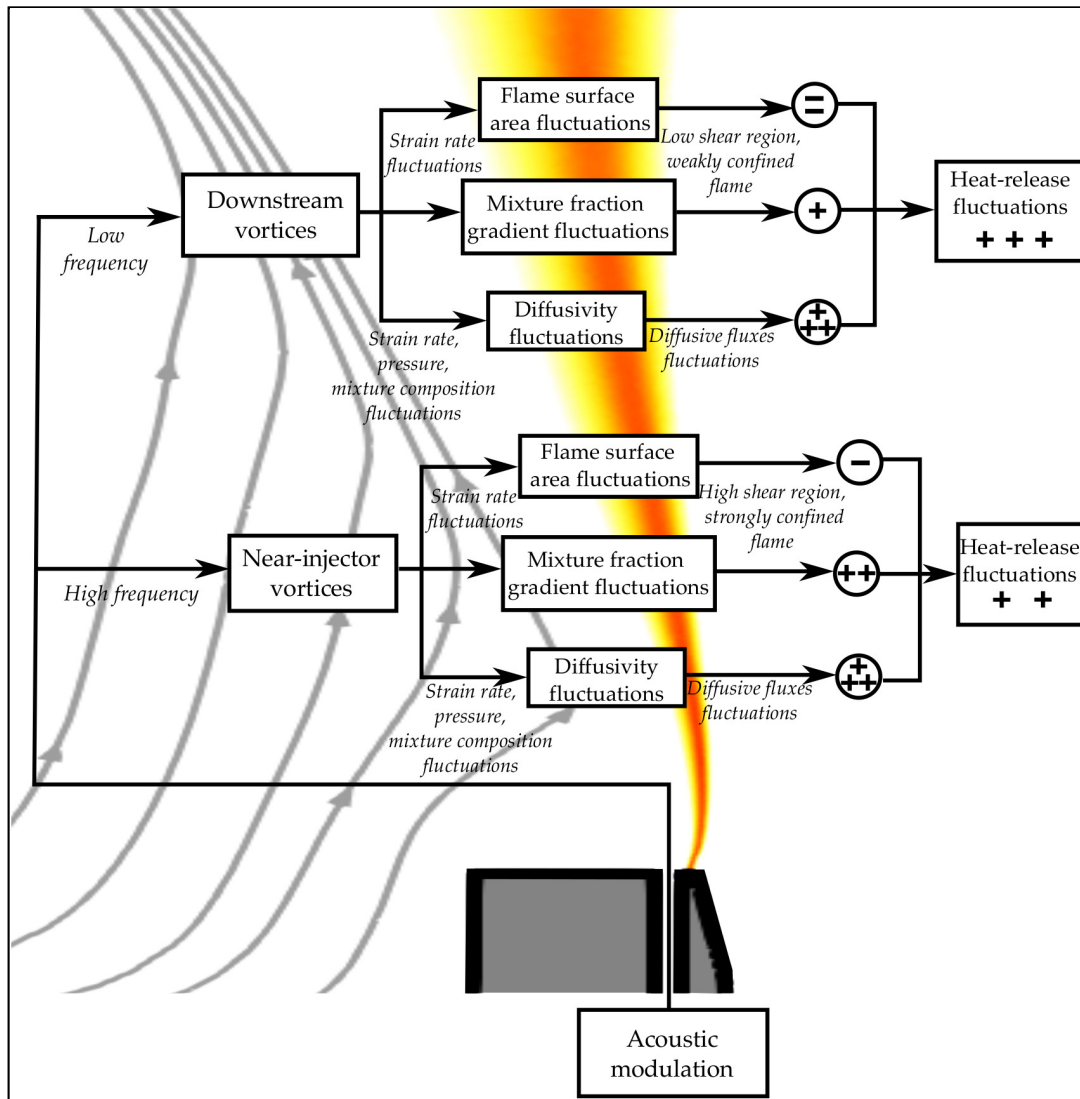 Flame surface
area fluctuations
=
Strain rate
fluctuations
Low shear region,
weakly confined
flame
Downstream
vortices
Low
frequency
Mixture fraction
gradient fluctuations
+
Heat-release
fluctuations
+ + +
Diffusivity
fluctuations
+
++
Strain rate,
pressure,
mixture composition
fluctuations
Diffusive fluxes
fluctuations
Flame surface
area fluctuations
-
Strain rate
fluctuations
High shear region,
strongly confined
flame
Near-injector
vortices
High frequency
Mixture fraction
gradient fluctuations
++
Heat-release
fluctuations
+ +
Diffusivity
fluctuations
+
++
Strain rate,
pressure,
mixture composition
fluctuations
Diffusive fluxes
fluctuations
Acoustic
modulation